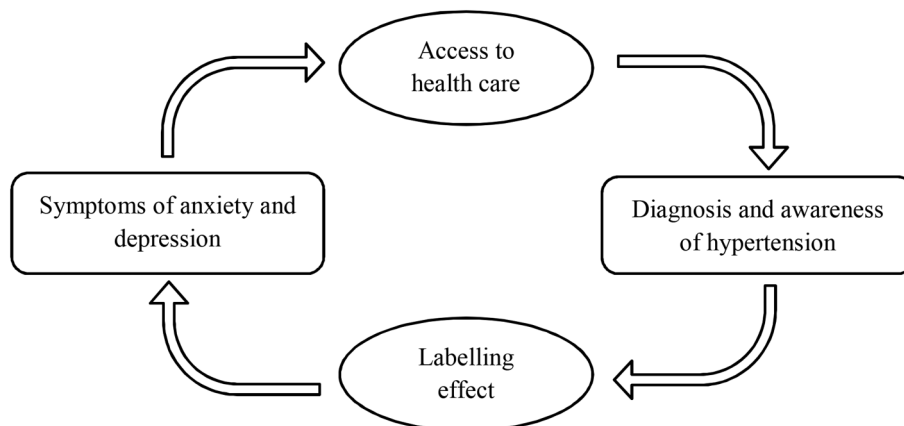 Access to
health care
Symptoms of anxiety and
depression
Diagnosis and awareness
of hypertension
Labelling
effect